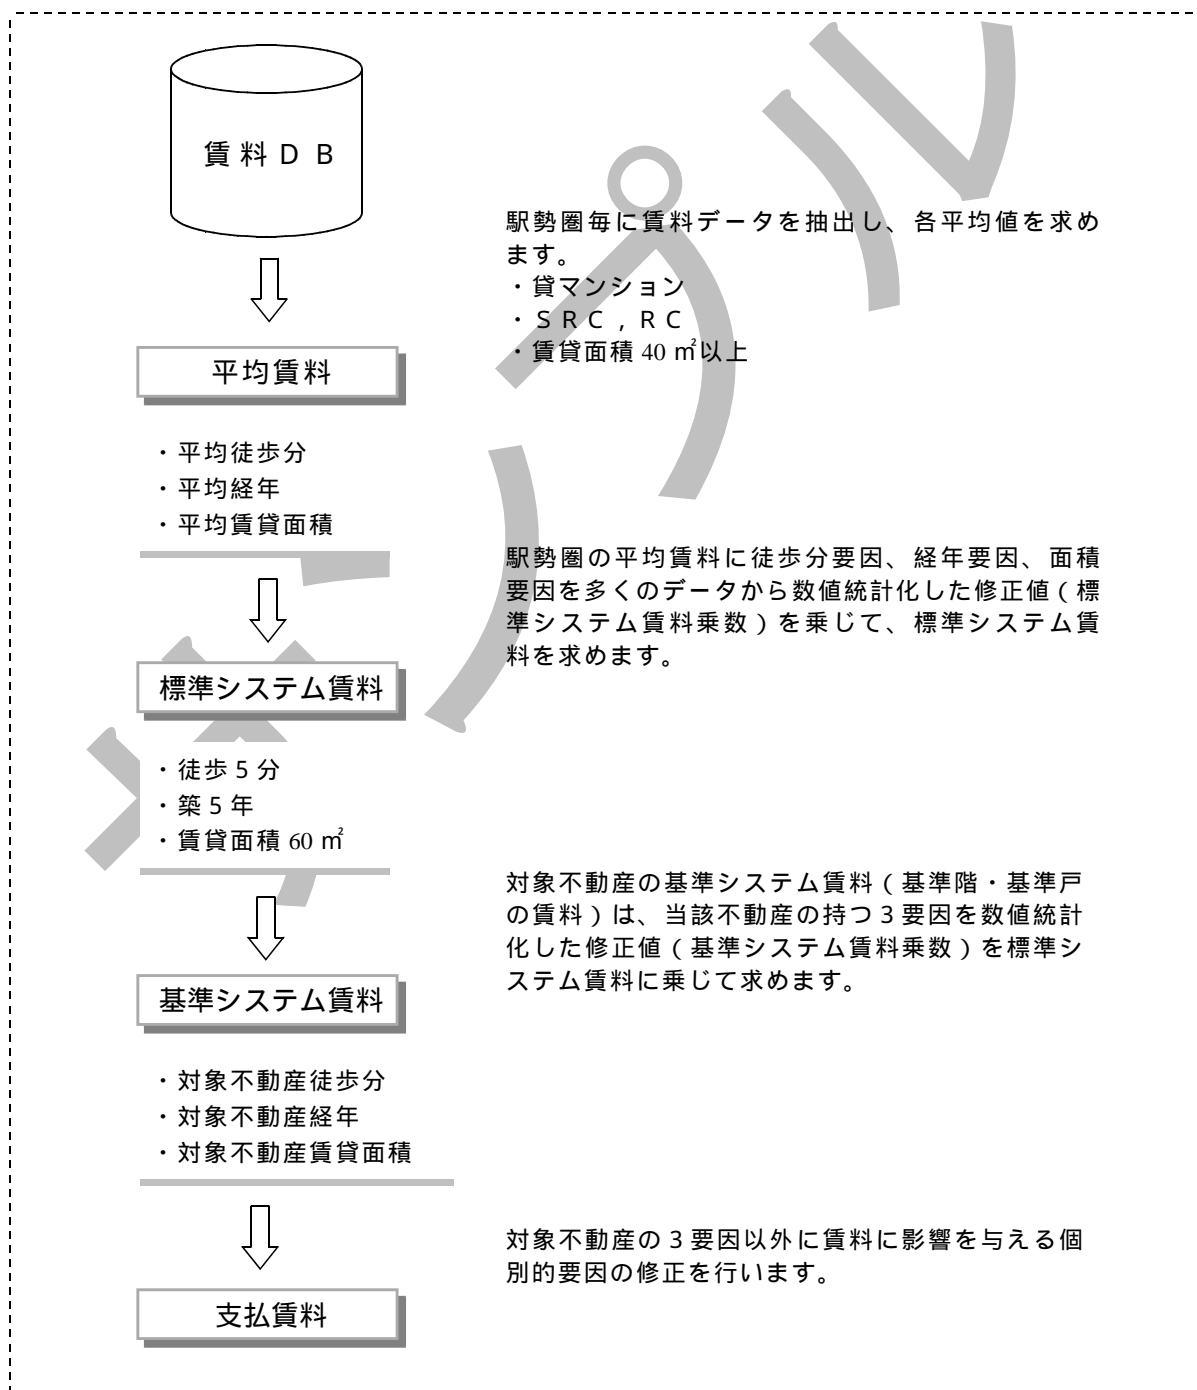 賃料ＤＢ
駅勢圏毎に賃料データを抽出し、各平均値を求め
ます。
・貸マンション
・ＳＲＣ，ＲＣ
・賃貸面積 40 ㎡以上
平均賃料
・平均徒歩分
・平均経年
・平均賃貸面積
駅勢圏の平均賃料に徒歩分要因、経年要因、面積
要因を多くのデータから数値統計化した修正値（標
準システム賃料乗数）を乗じて、標準システム賃
料を求めます。
標準システム賃料
・徒歩５分
・築５年
・賃貸面積 60 ㎡
対象不動産の基準システム賃料（基準階・基準戸
の賃料）は、当該不動産の持つ３要因を数値統計
化した修正値（基準システム賃料乗数）を標準シ
ステム賃料に乗じて求めます。
基準システム賃料
・対象不動産徒歩分
・対象不動産経年
・対象不動産賃貸面積
対象不動産の３要因以外に賃料に影響を与える個
別的要因の修正を行います。
支払賃料
サンプル